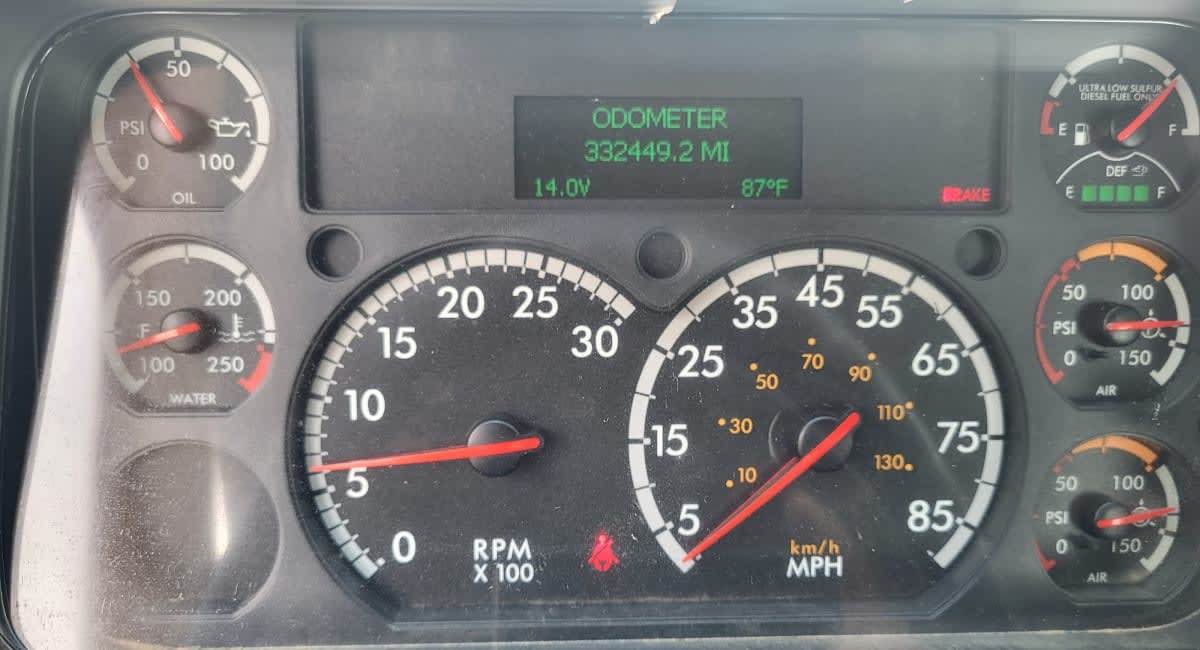 50
PSI
0
100
OIL
150
200
F
100
250
WATER
ODOMETER
332449.2 MI
14.0V
87°F
BRAKE
0
5
10
15
20
25
30
RPM
X 100
5
15
25
35
45
55
65
75
85
10
30
50
70
90
110
130
km/h
MPH
ULTRA LOW SULFUR
DIESEL FUEL ONLY
E
F
DEF
E
F
50
100
PSI
0
150
AIR
50
100
PSI
0
150
AIR